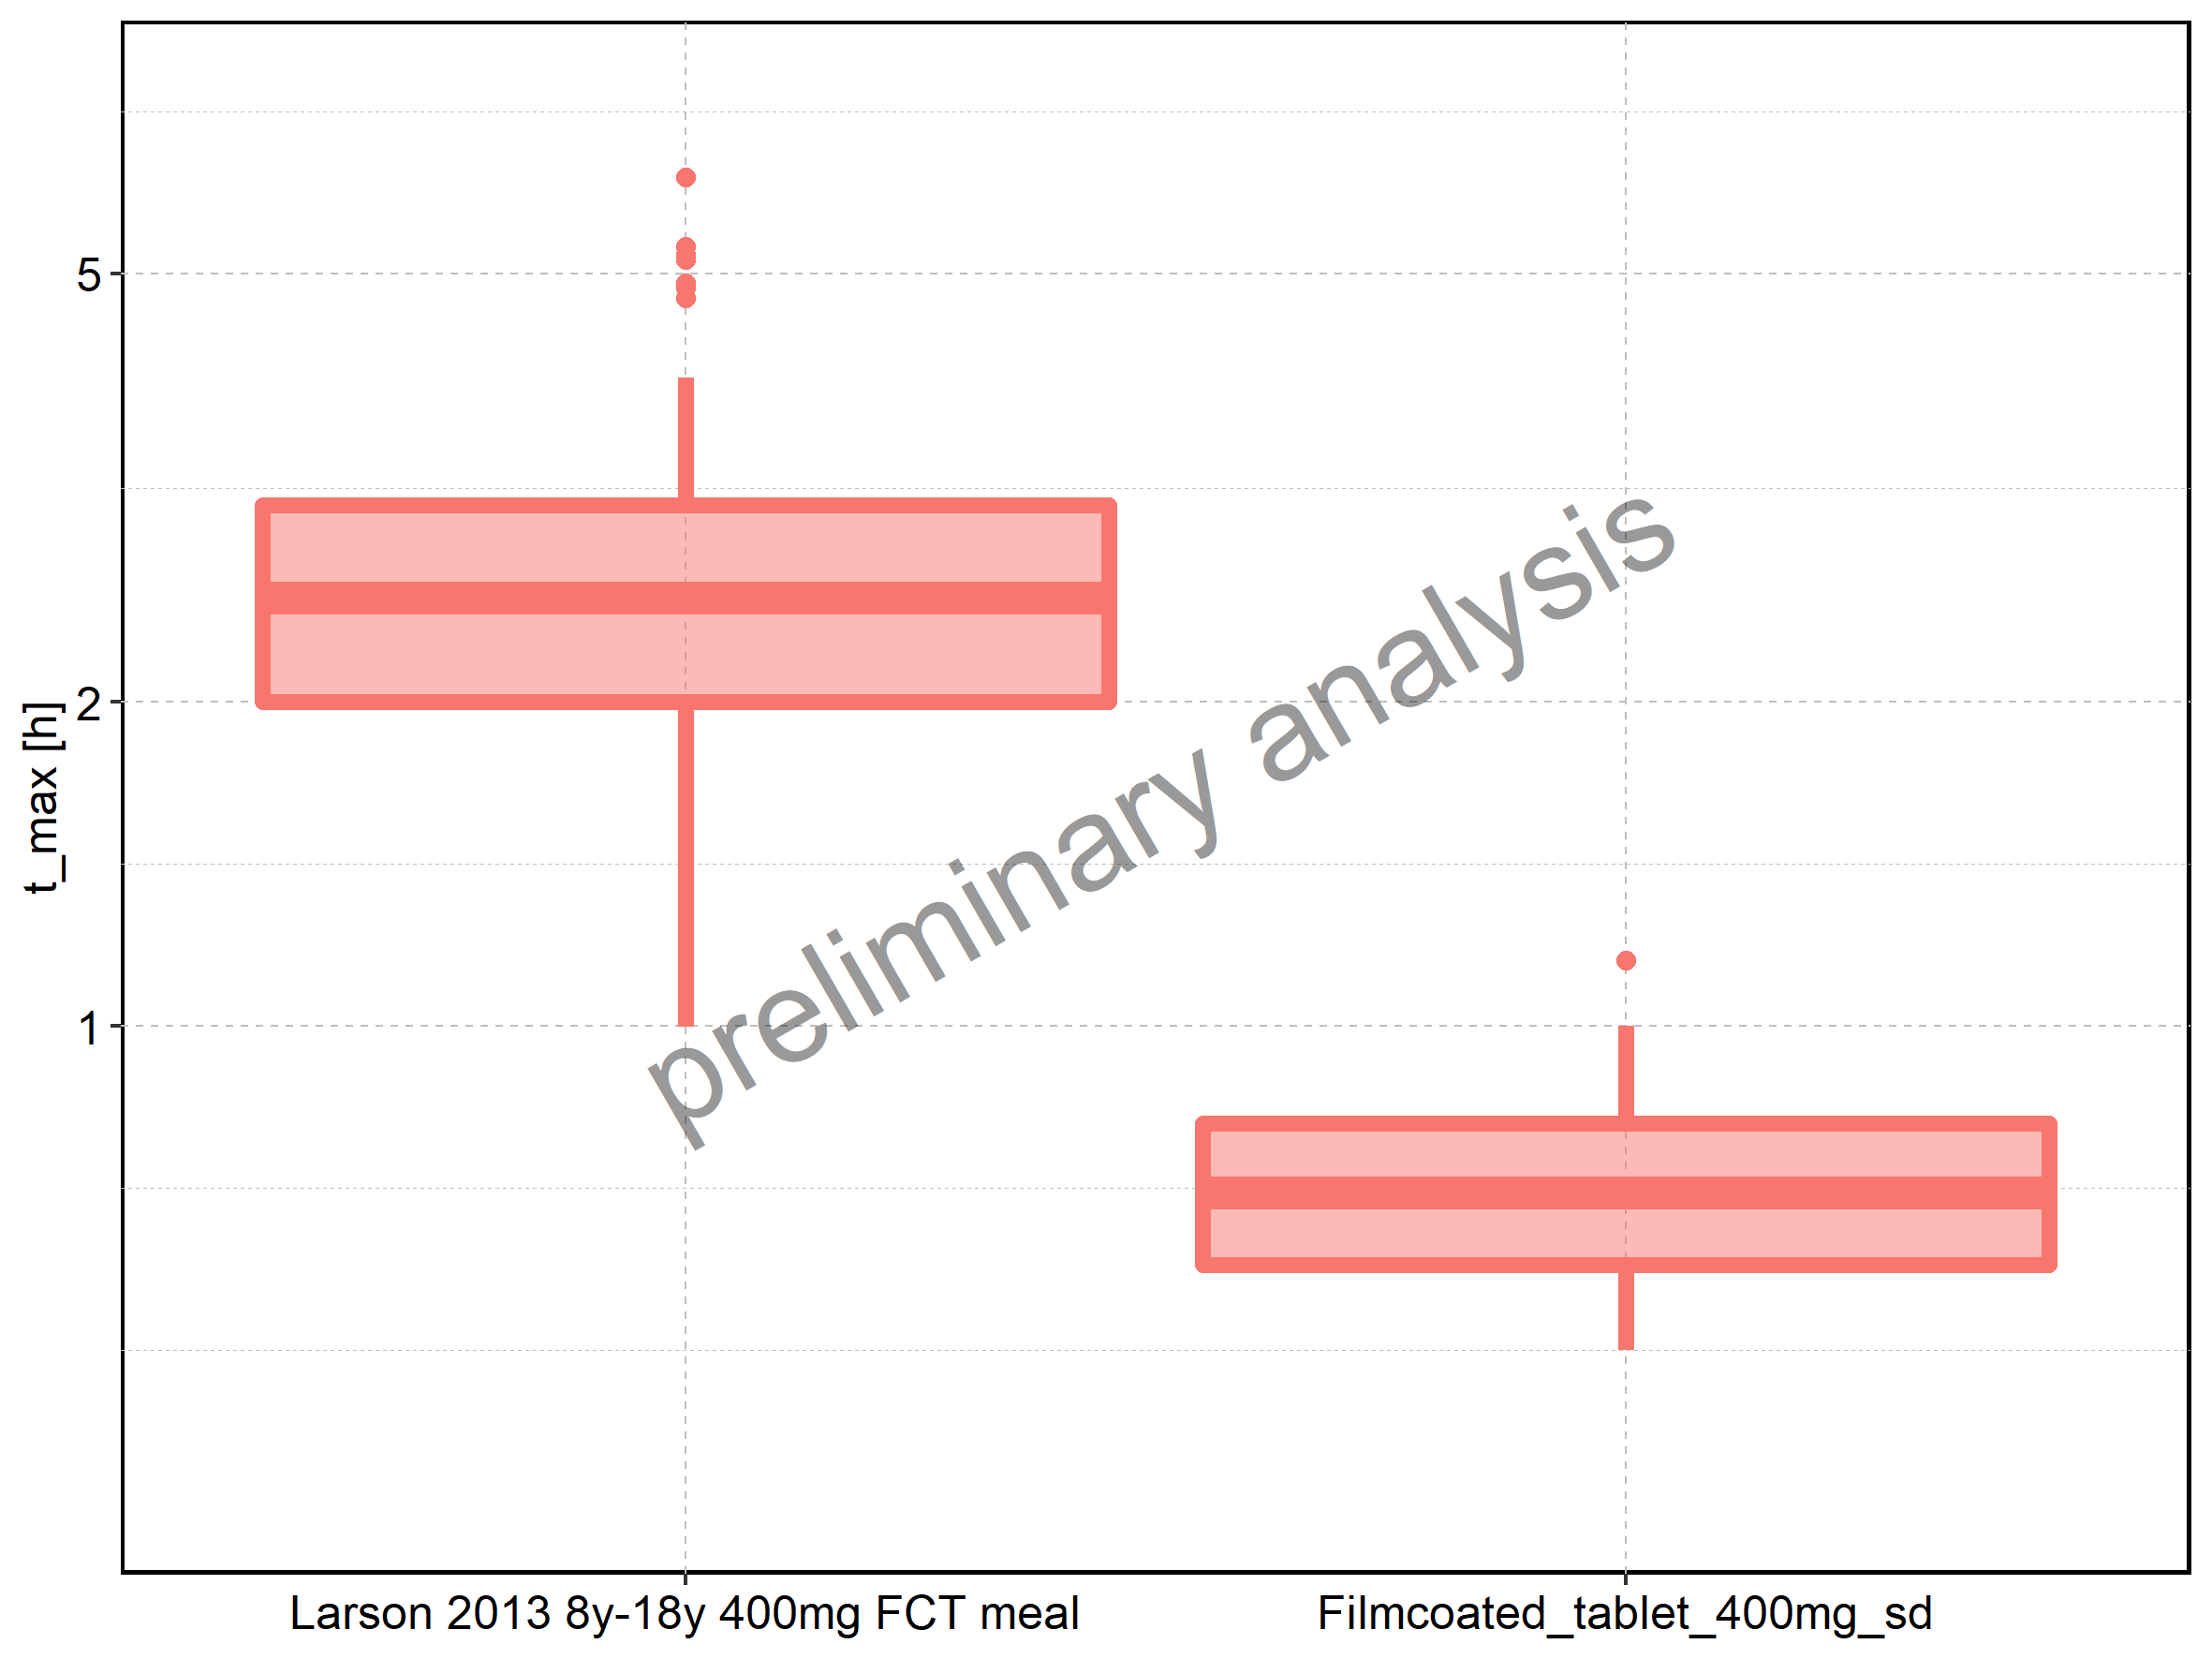 t_max [h]
5
2
1
preliminary analysis
Larson 2013 8y-18y 400mg FCT meal
Filmcoated_tablet_400mg_sd